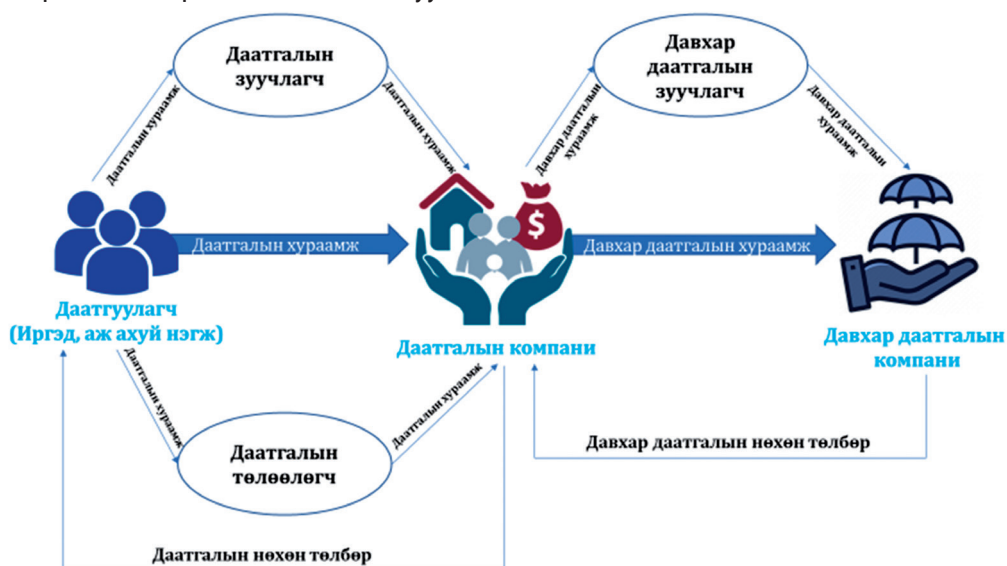 Даатгалын
зуучлагч
Давхар
даатгалын
зуучлагч
Даатгалын хураамж
Даатгалын хураамж
Давхар даатгалын
хураамж
Давхар даатгалын
хураамж
$
Даатгалын хураамж
Давхар даатгалын хураамж
Даатгуулагч
(Иргэд, аж ахуй нэгж)
Даатгалын компани
Давхар даатгалын
компани
Даатгалын хураамж
Даатгалын хураамж
Даатгалын
төлөөлөгч
Давхар даатгалын нөхөн төлбөр
Даатгалын нөхөн төлбөр